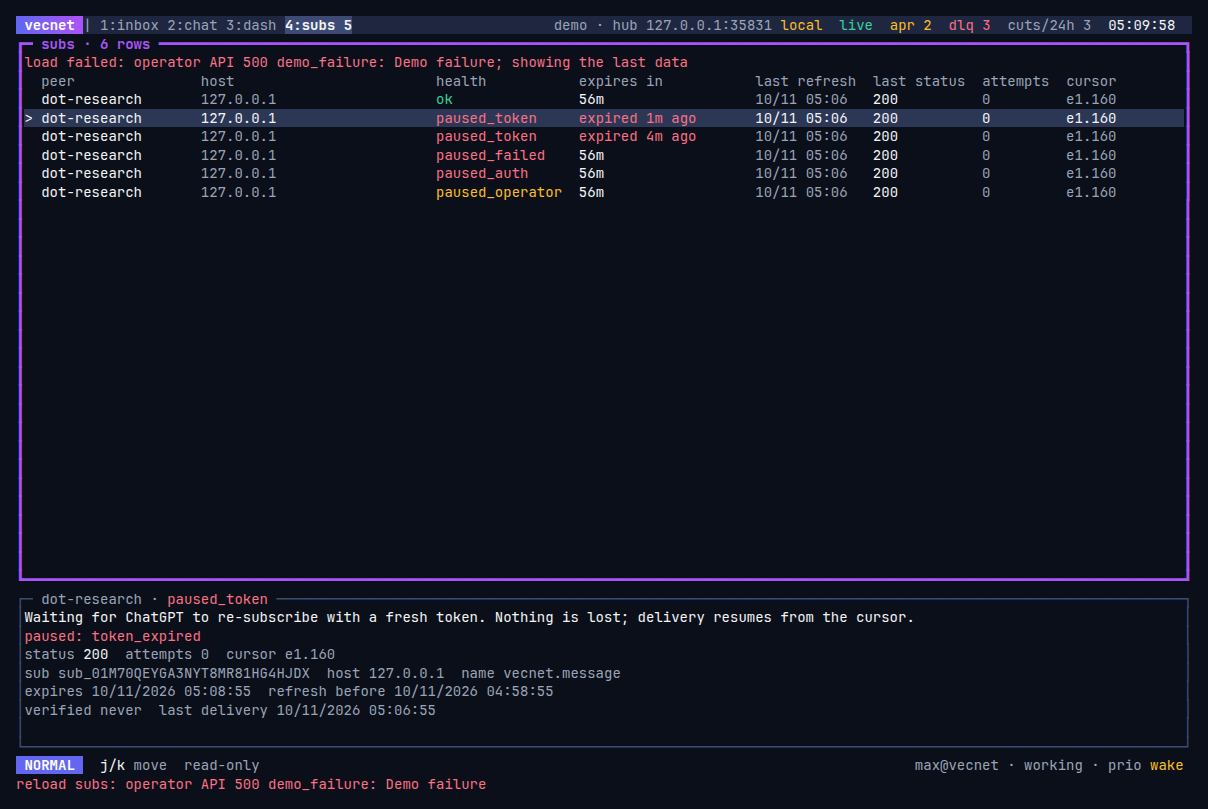 vecnet | 1:inbox 2:chat 3:dash 4:subs 5 demo · hub 127.0.0.1:35831 local live apr 2 dlq 3 cuts/24h 3 05:09:58
subs · 6 rows
load failed: operator API 500 demo_failure: Demo failure; showing the last data
peer host health expires in last refresh last status attempts cursor
dot-research 127.0.0.1 ok 56m 10/11 05:06 200 0 e1.160
> dot-research 127.0.0.1 paused_token expired 1m ago 10/11 05:06 200 0 e1.160
dot-research 127.0.0.1 paused_token expired 4m ago 10/11 05:06 200 0 e1.160
dot-research 127.0.0.1 paused_failed 56m 10/11 05:06 200 0 e1.160
dot-research 127.0.0.1 paused_auth 56m 10/11 05:06 200 0 e1.160
dot-research 127.0.0.1 paused_operator 56m 10/11 05:06 200 0 e1.160
dot-research · paused_token
Waiting for ChatGPT to re-subscribe with a fresh token. Nothing is lost; delivery resumes from the cursor.
paused: token_expired
status 200 attempts 0 cursor e1.160
sub sub_01M70QEYGA3NYT8MR81HG4HJDX host 127.0.0.1 name vecnet.message
expires 10/11/2026 05:08:55 refresh before 10/11/2026 04:58:55
verified never last delivery 10/11/2026 05:06:55
NORMAL j/k move read-only max@vecnet · working · prio wake
reload subs: operator API 500 demo_failure: Demo failure